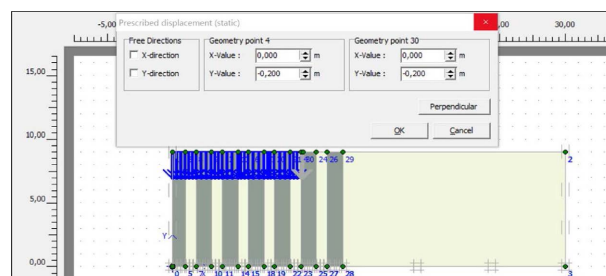 Prescribed displacement (static)
-5,00
,00
30,00
Free Directions
X-direction
Y-direction
Geometry point 4
X-Value : 0,000 m
Y-Value : -0,200 m
Geometry point 30
X-Value : 0,000 m
Y-Value : -0,200 m
Perpendicular
OK Cancel
15,00
10,00
5,00
0,00
24 26 29
2
Y
0 5 7 10 11 14 15 18 19 22 23 25 27 28
3